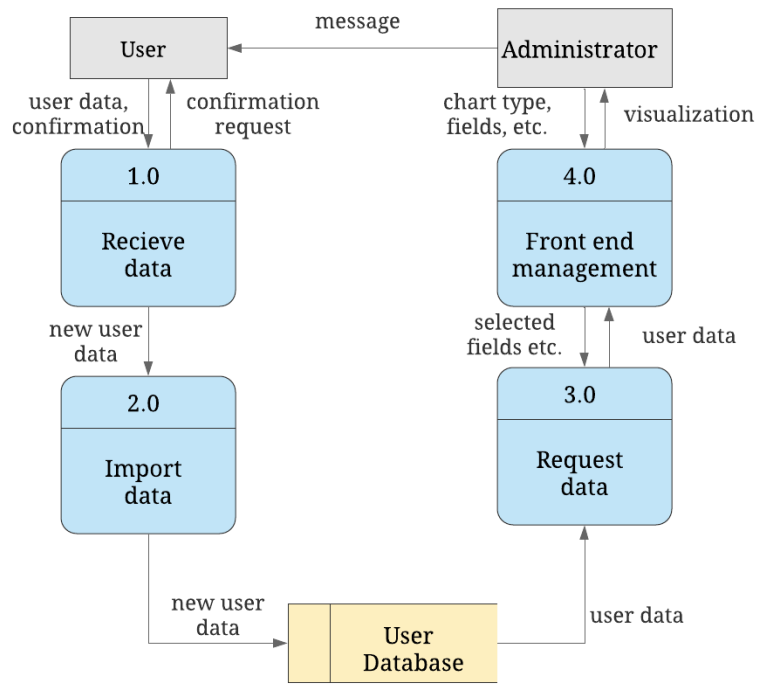 message
User
Administrator
user data,
confirmation
confirmation
request
chart type,
fields, etc.
visualization
1.0
Recieve
data
4.0
Front end
management
new user
data
selected
fields etc.
user data
2.0
Import
data
3.0
Request
data
new user
data
User
Database
user data